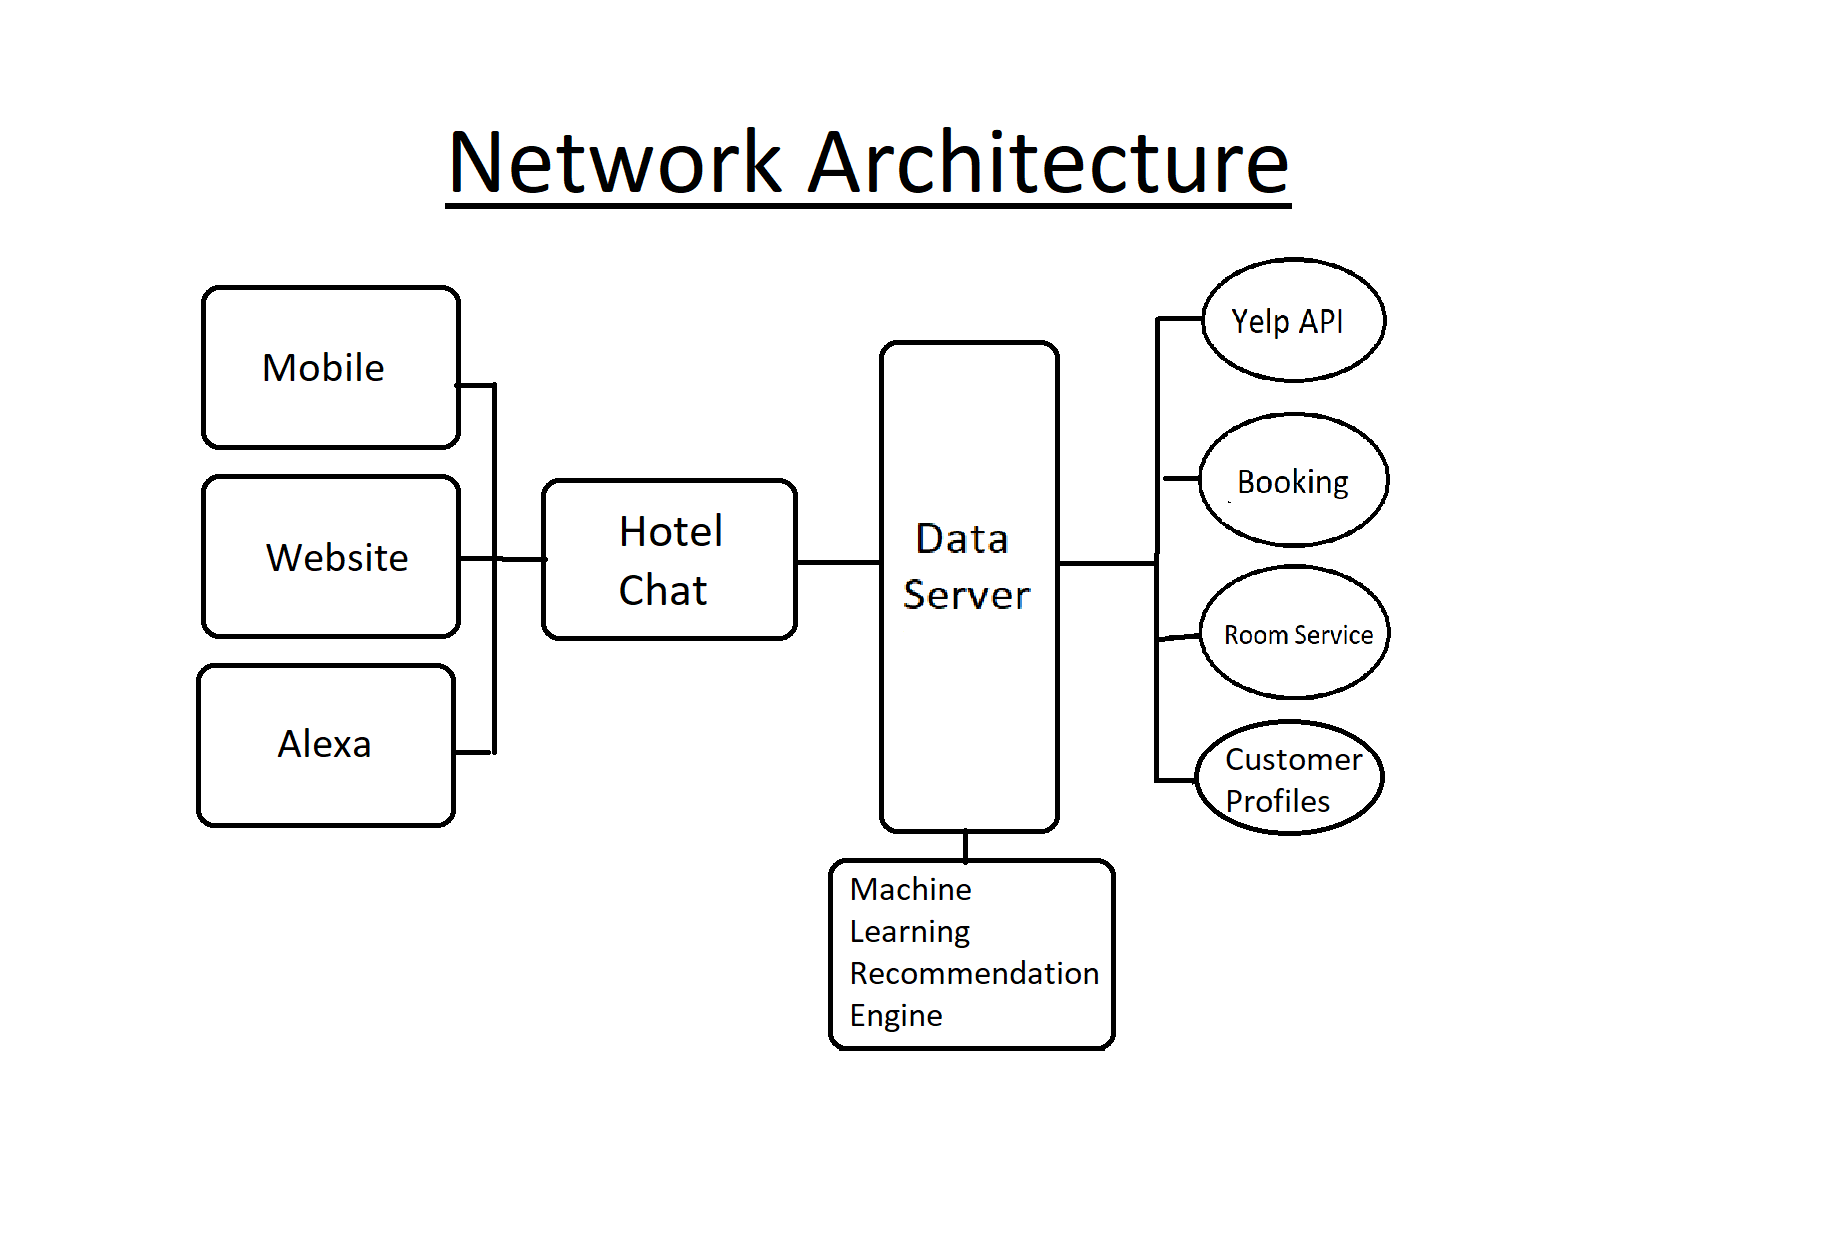 Network Architecture
Mobile
Website
Alexa
Hotel
Chat
Data
Server
Machine
Learning
Recommendation
Engine
Yelp API
Booking
Room Service
Customer
Profiles